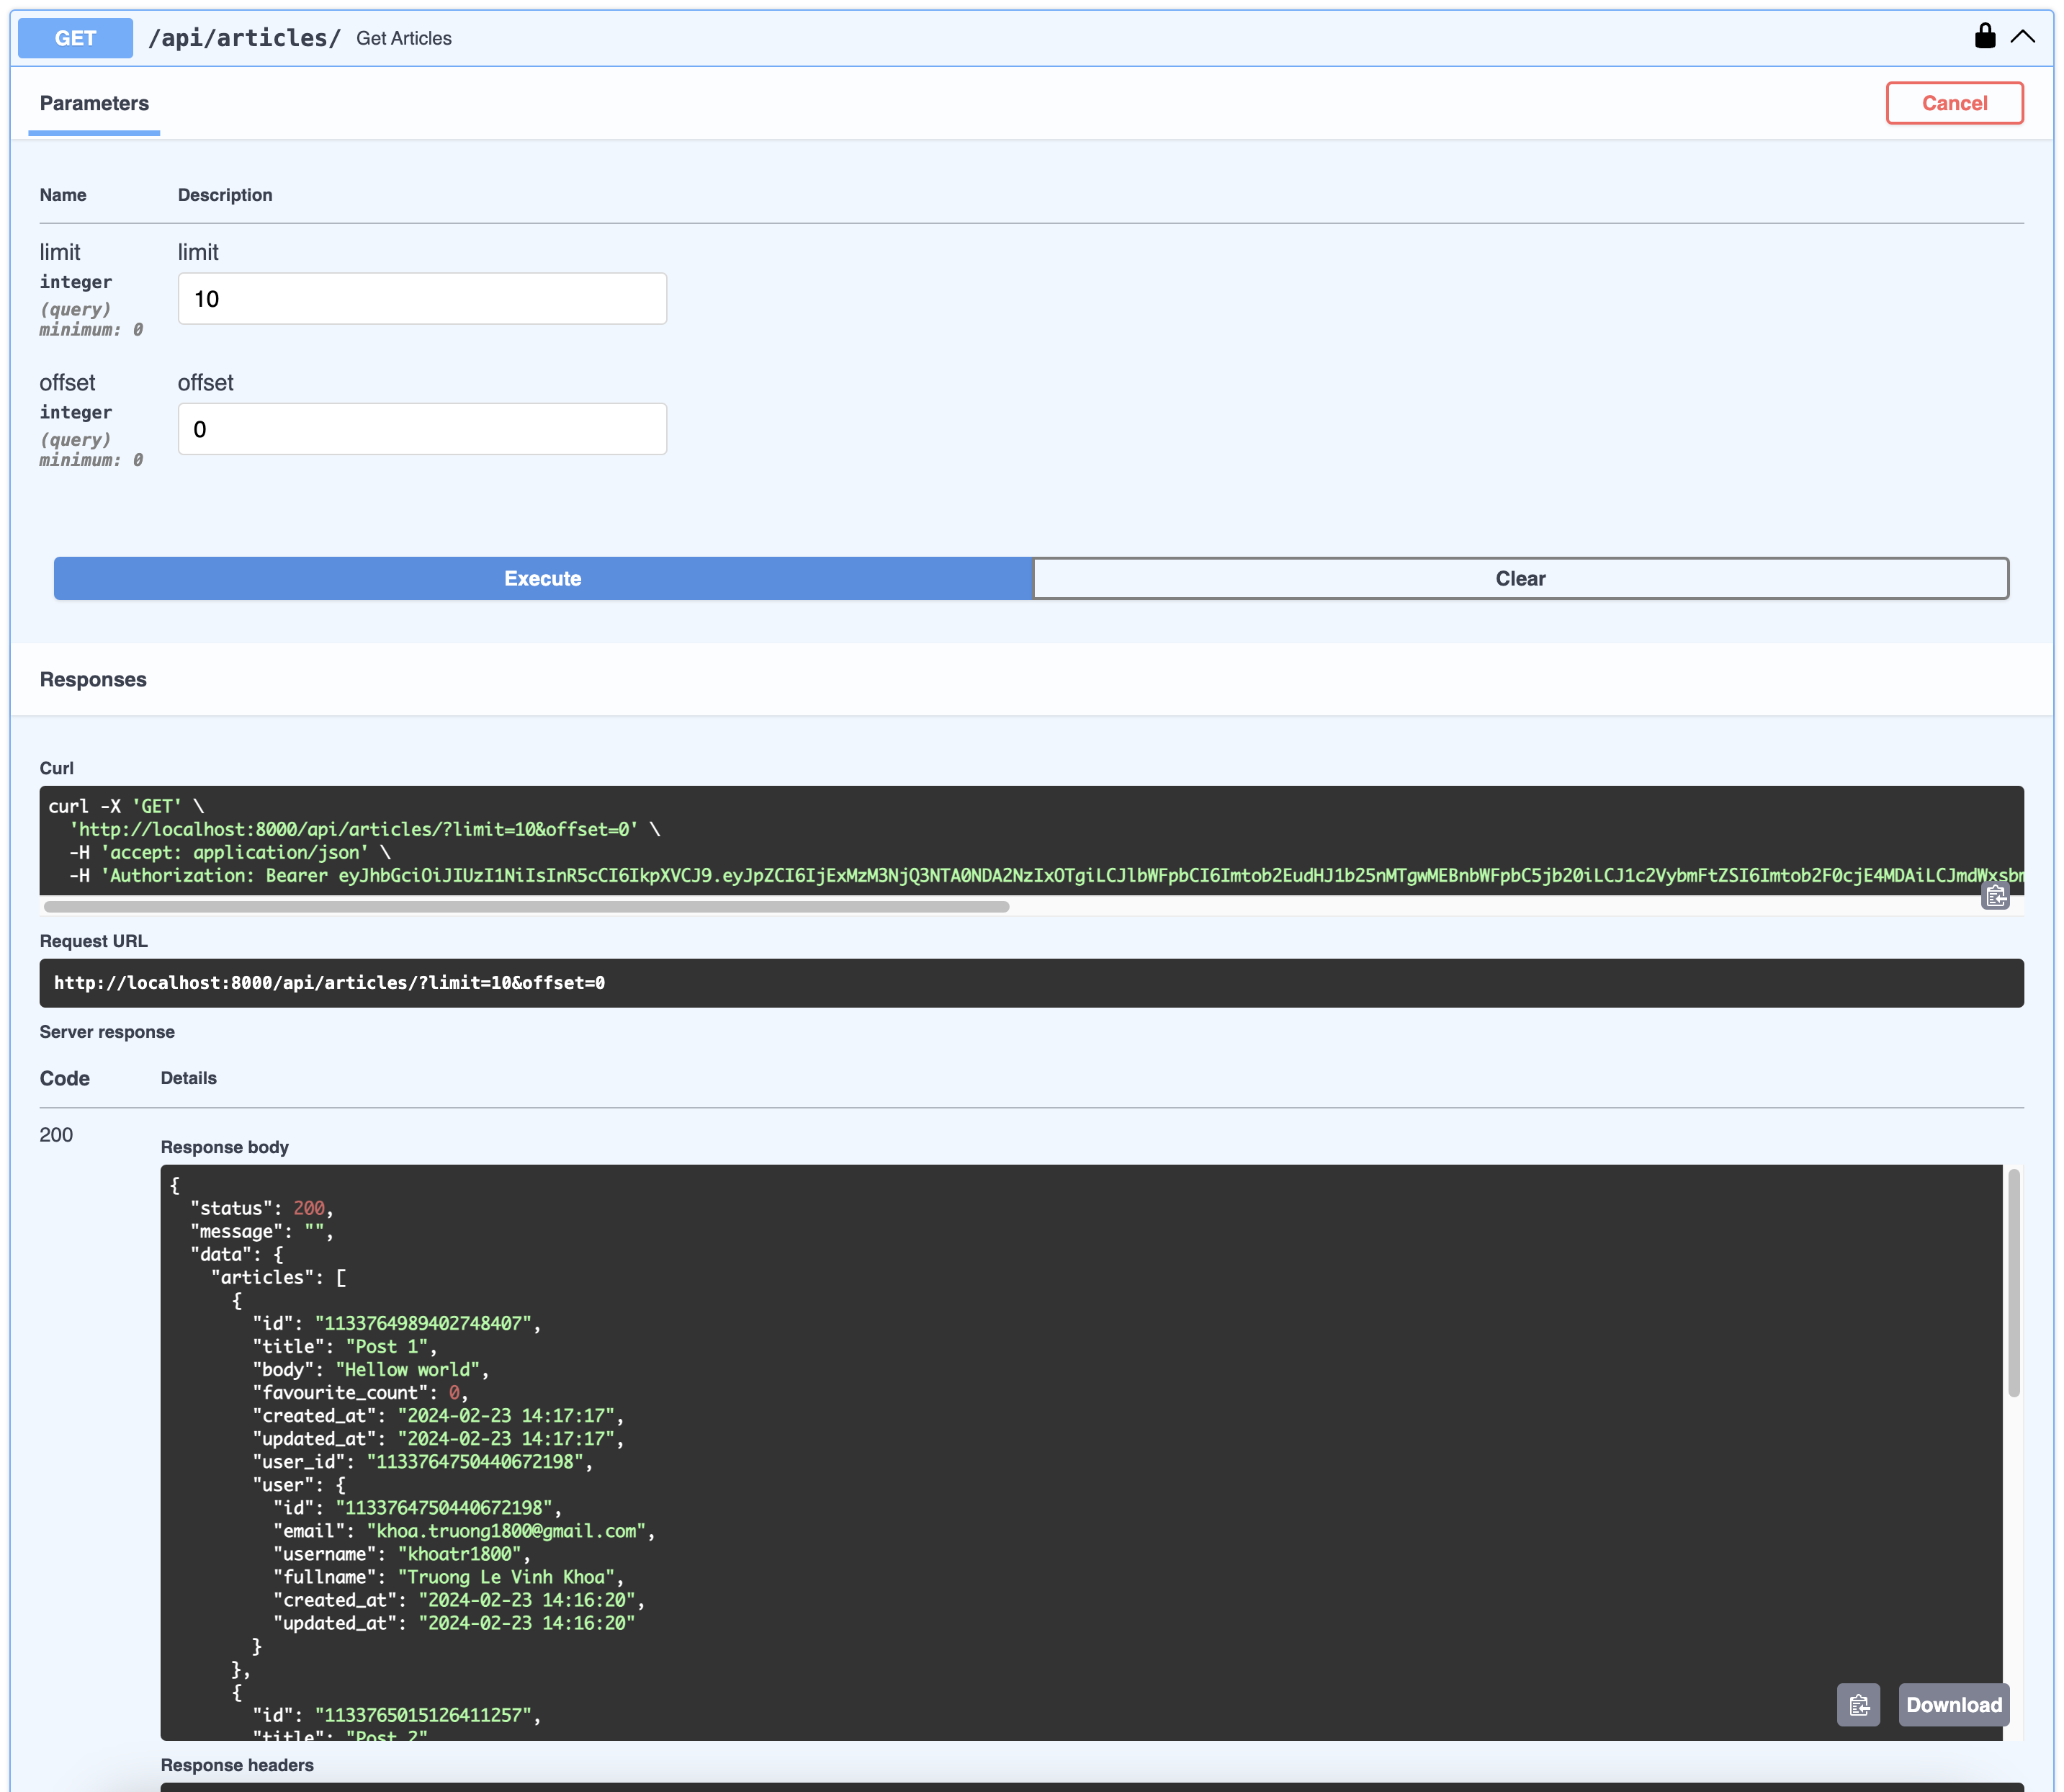 GET /api/articles/ Get Articles
Parameters
Cancel
Name Description
limit limit
integer
(query)
minimum: 0
10
offset offset
integer
(query)
minimum: 0
0
Execute Clear
Responses
Curl
curl -X 'GET' \
'http://localhost:8000/api/articles/?limit=10&offset=0' \
-H 'accept: application/json' \
-H 'Authorization: Bearer eyJhbGciOiJIUzI1NiIsInR5cCI6IkpXVCJ9.eyJpZCI6IjExMzM3NjQ3NTA0NDA2NzIxOTgiLCJlbWFpbCI6Imtob2EudHJ1b25nMTgwMEBnbWFpbC5jb20iLCJ1c2VybmFtZSI6Imtob2F0cjE4MDAiLCJmdWxsbm
Request URL
http://localhost:8000/api/articles/?limit=10&offset=0
Server response
Code Details
200
Response body
{
"status": 200,
"message": "",
"data": {
"articles": [
{
"id": "1133764989402748407",
"title": "Post 1",
"body": "Hellow world",
"favourite_count": 0,
"created_at": "2024-02-23 14:17:17",
"updated_at": "2024-02-23 14:17:17",
"user_id": "1133764750440672198",
"user": {
"id": "1133764750440672198",
"email": "khoa.truong1800@gmail.com",
"username": "khoatr1800",
"fullname": "Truong Le Vinh Khoa",
"created_at": "2024-02-23 14:16:20",
"updated_at": "2024-02-23 14:16:20"
}
},
{
"id": "1133765015126411257",
"title": "Post 2"
Download
Response headers